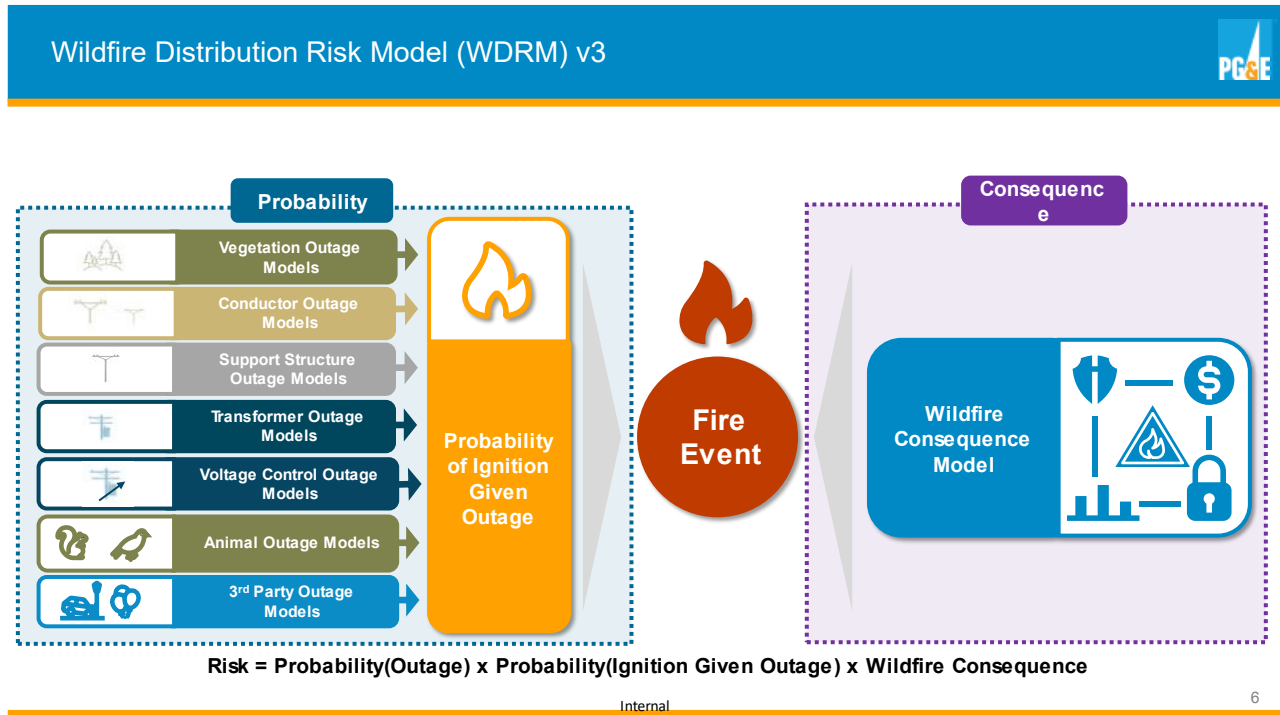 Wildfire Distribution Risk Model (WDRM) v3
PG&E
Probability
Vegetation Outage
Models
Conductor Outage
Models
Support Structure
Outage Models
Transformer Outage
Models
Voltage Control Outage
Models
Animal Outage Models
3rd Party Outage
Models
Probability
of Ignition
Given
Outage
Fire
Event
Consequenc
e
Wildfire
Consequence
Model
$
Risk = Probability(Outage) x Probability(Ignition Given Outage) x Wildfire Consequence
Internal
6